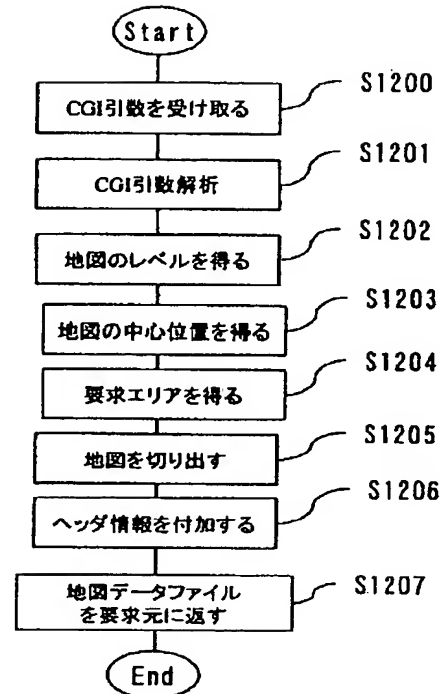 Start
CGI引数を受け取る
S1200
CGI引数解析
S1201
地図のレベルを得る
S1202
地図の中心位置を得る
S1203
要求エリアを得る
S1204
地図を切り出す
S1205
ヘッダ情報を付加する
S1206
地図データファイル
を要求元に返す
S1207
End